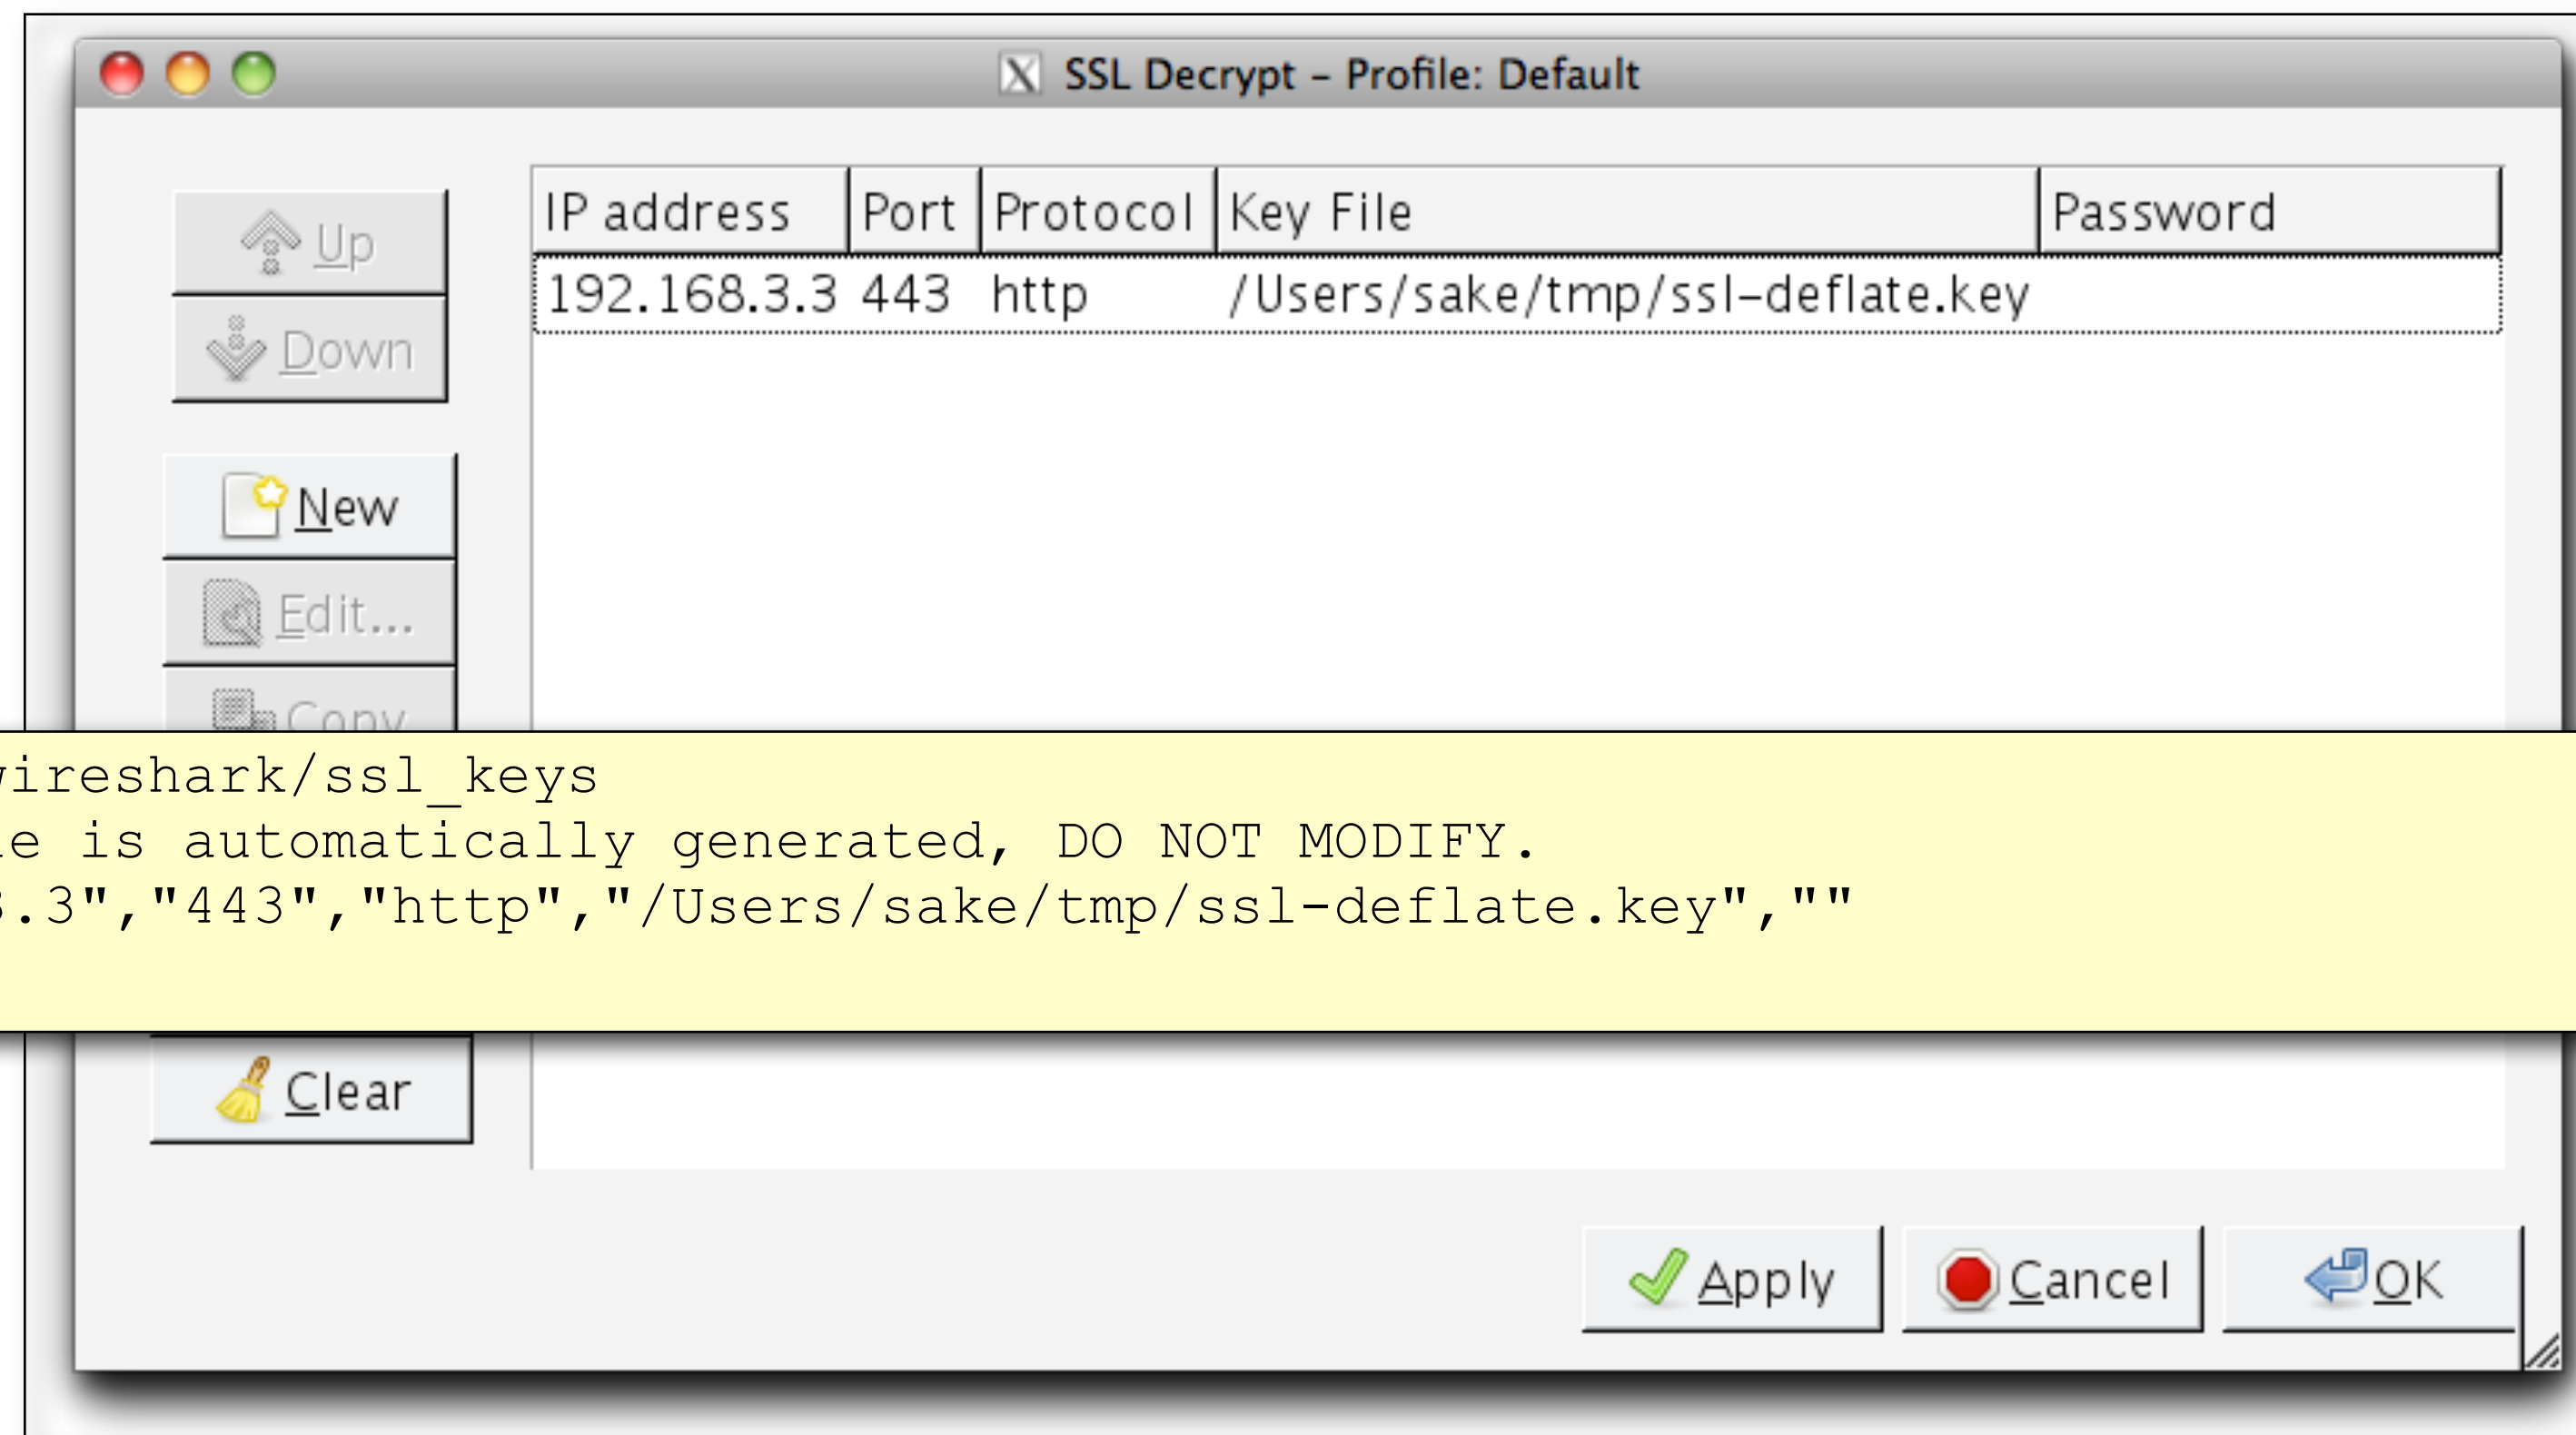 SSL Decrypt – Profile: Default
IP address Port Protocol Key File Password
192.168.3.3 443 http /Users/sake/tmp/ssl–deflate.key
Up
Down
New
Edit...
Copy
wireshark/ssl_keys
is automatically generated, DO NOT MODIFY.
.3","443","http","/Users/sake/tmp/ssl-deflate.key",""
Clear
Apply Cancel OK